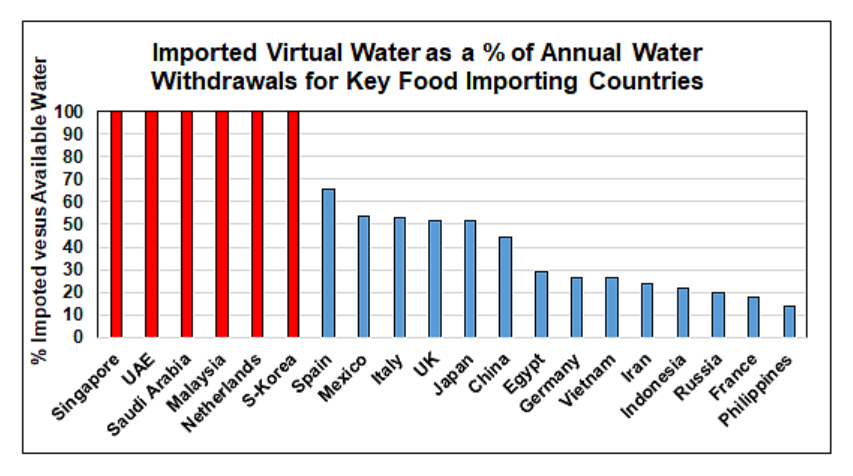 Imported Virtual Water as a % of Annual Water
Withdrawals for Key Food Importing Countries
% Impoted vesus Available Water
100
90
80
70
60
50
40
30
20
10
0
Singapore
UAE
Saudi Arabia
Malaysia
Netherlands
S-Korea
Spain
Mexico
Italy
UK
Japan
China
Egypt
Germany
Vietnam
Iran
Indonesia
Russia
France
Philippines